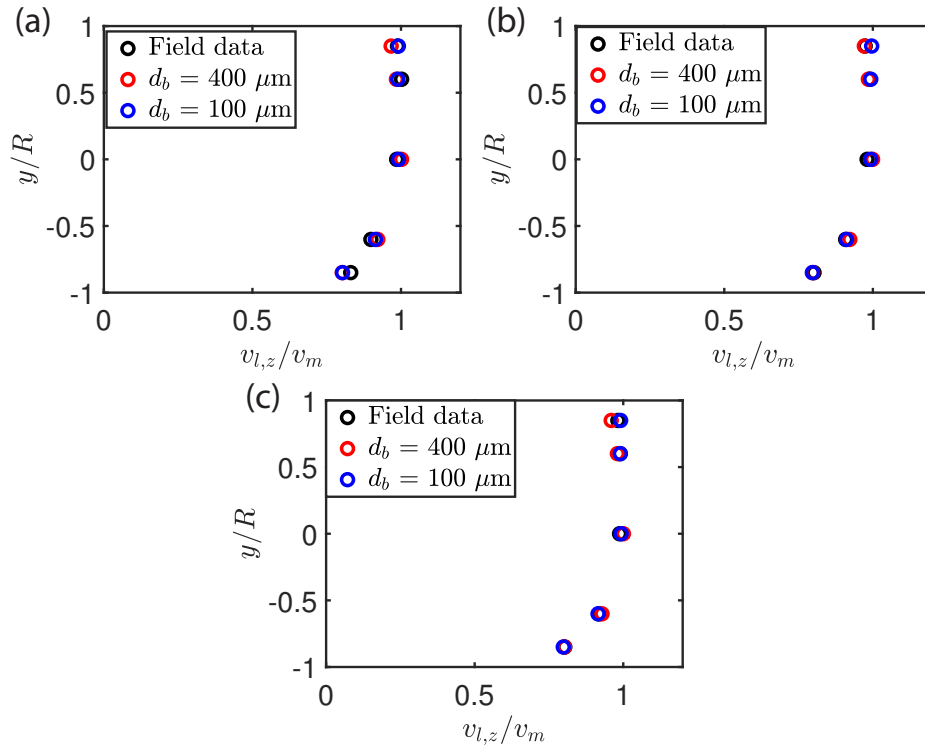 (a)
1
0.5
0
-0.5
-1
y/R
Field data
d_b = 400 μm
d_b = 100 μm
0
0.5
1
v_{l,z}/v_m
(b)
1
0.5
0
-0.5
-1
y/R
Field data
d_b = 400 μm
d_b = 100 μm
0
0.5
1
v_{l,z}/v_m
(c)
1
0.5
0
-0.5
-1
y/R
Field data
d_b = 400 μm
d_b = 100 μm
0
0.5
1
v_{l,z}/v_m